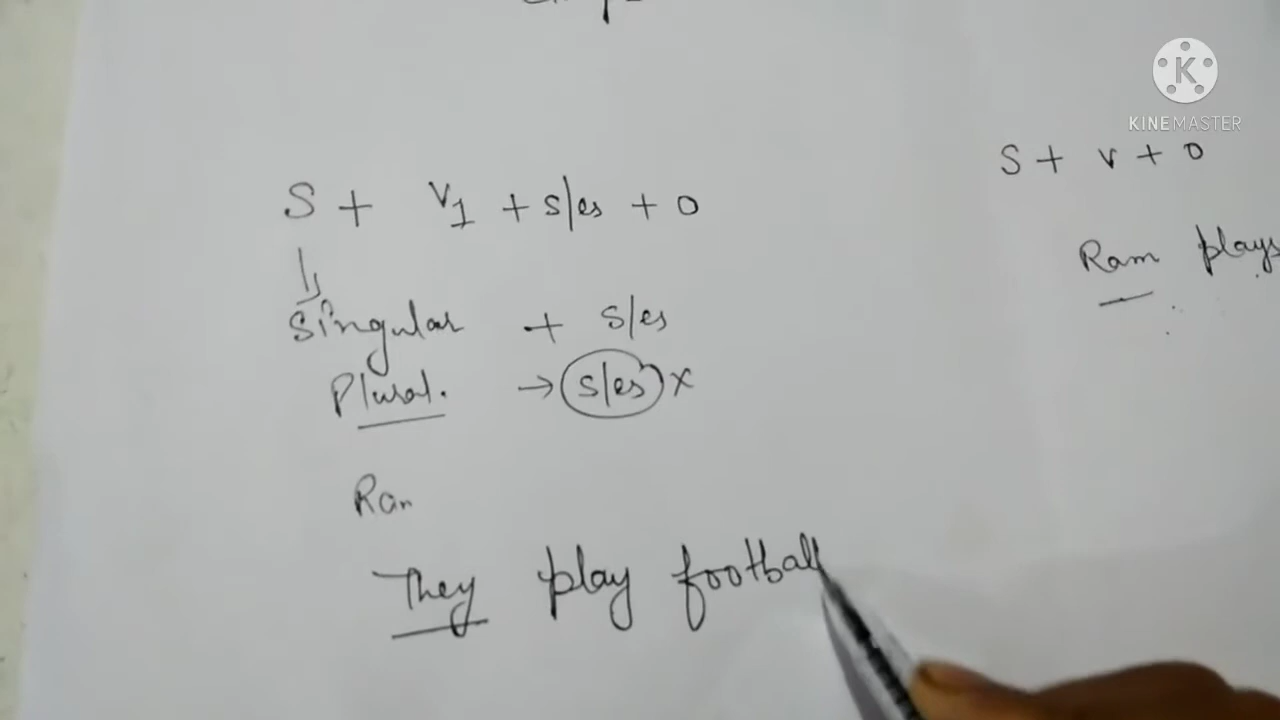 S + V1 + s/es + O
Singular + s/es
Plural. → s/es x
Ram
They play football
S + V + O
Ram plays
KINEMASTER